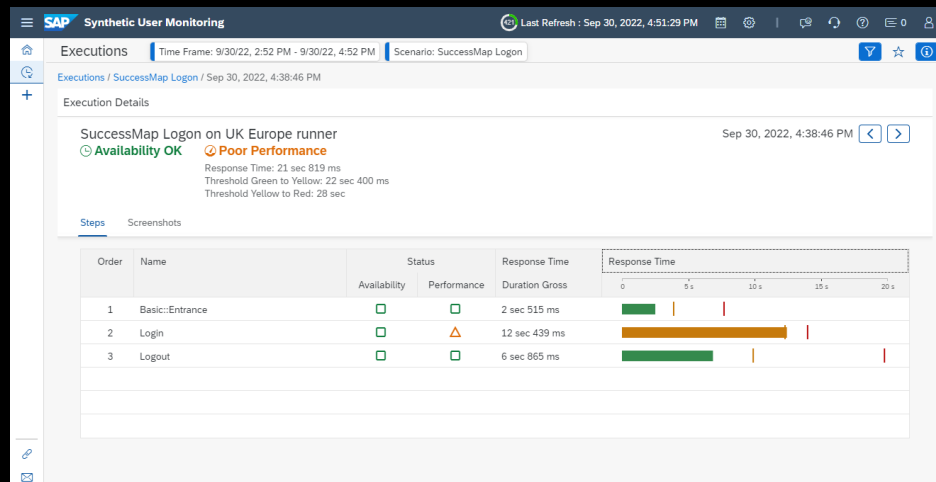 SAP Synthetic User Monitoring
421 Last Refresh : Sep 30, 2022, 4:51:29 PM
0
Executions
Time Frame: 9/30/22, 2:52 PM - 9/30/22, 4:52 PM
Scenario: SuccessMap Logon
Executions / SuccessMap Logon / Sep 30, 2022, 4:38:46 PM
Execution Details
SuccessMap Logon on UK Europe runner
Sep 30, 2022, 4:38:46 PM
Availability OK
Poor Performance
Response Time: 21 sec 819 ms
Threshold Green to Yellow: 22 sec 400 ms
Threshold Yellow to Red: 28 sec
Steps Screenshots
Order Name Status Response Time Response Time
Availability Performance Duration Gross 0 5 s 10 s 15 s 20 s
1 Basic::Entrance 2 sec 515 ms
2 Login 12 sec 439 ms
3 Logout 6 sec 865 ms